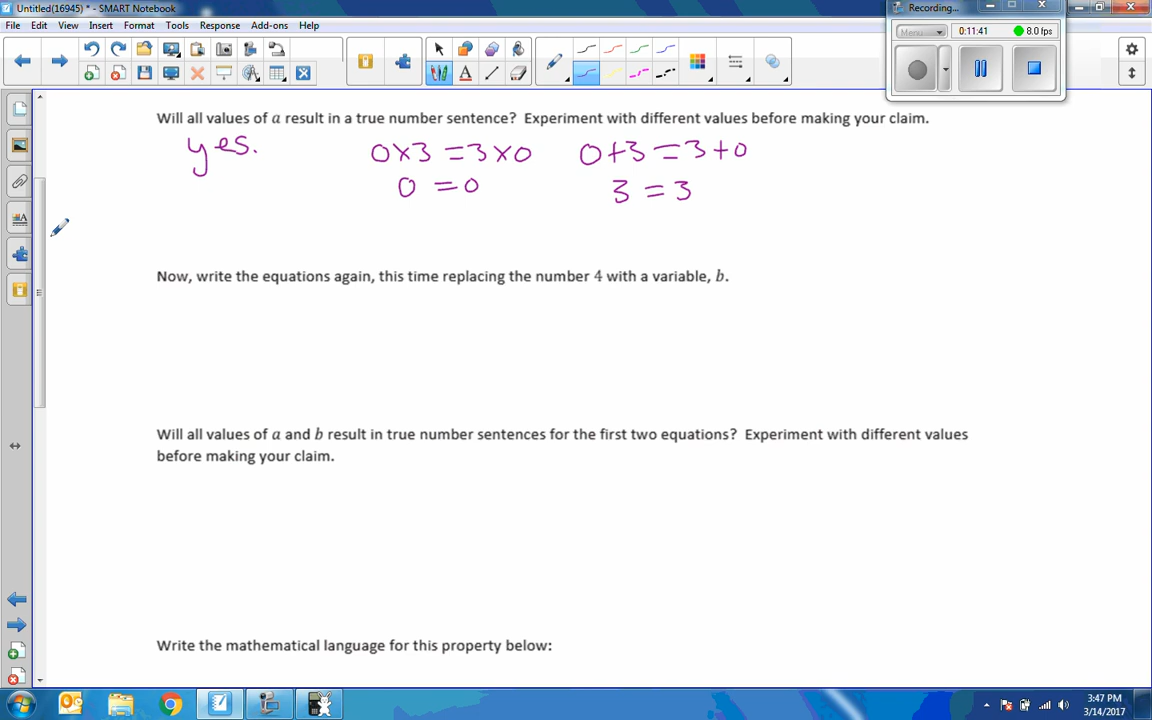 Untitled(16945) * - SMART Notebook
Recording...
File Edit View Insert Format Tools Response Add-ons Help
Menu 0:11:41 8.0 fps
Will all values of a result in a true number sentence? Experiment with different values before making your claim.
yes. 0×3 =3×0 0+3=3+0
0 =0 3 =3
Now, write the equations again, this time replacing the number 4 with a variable, b.
Will all values of a and b result in true number sentences for the first two equations? Experiment with different values
before making your claim.
Write the mathematical language for this property below:
3:47 PM
3/14/2017